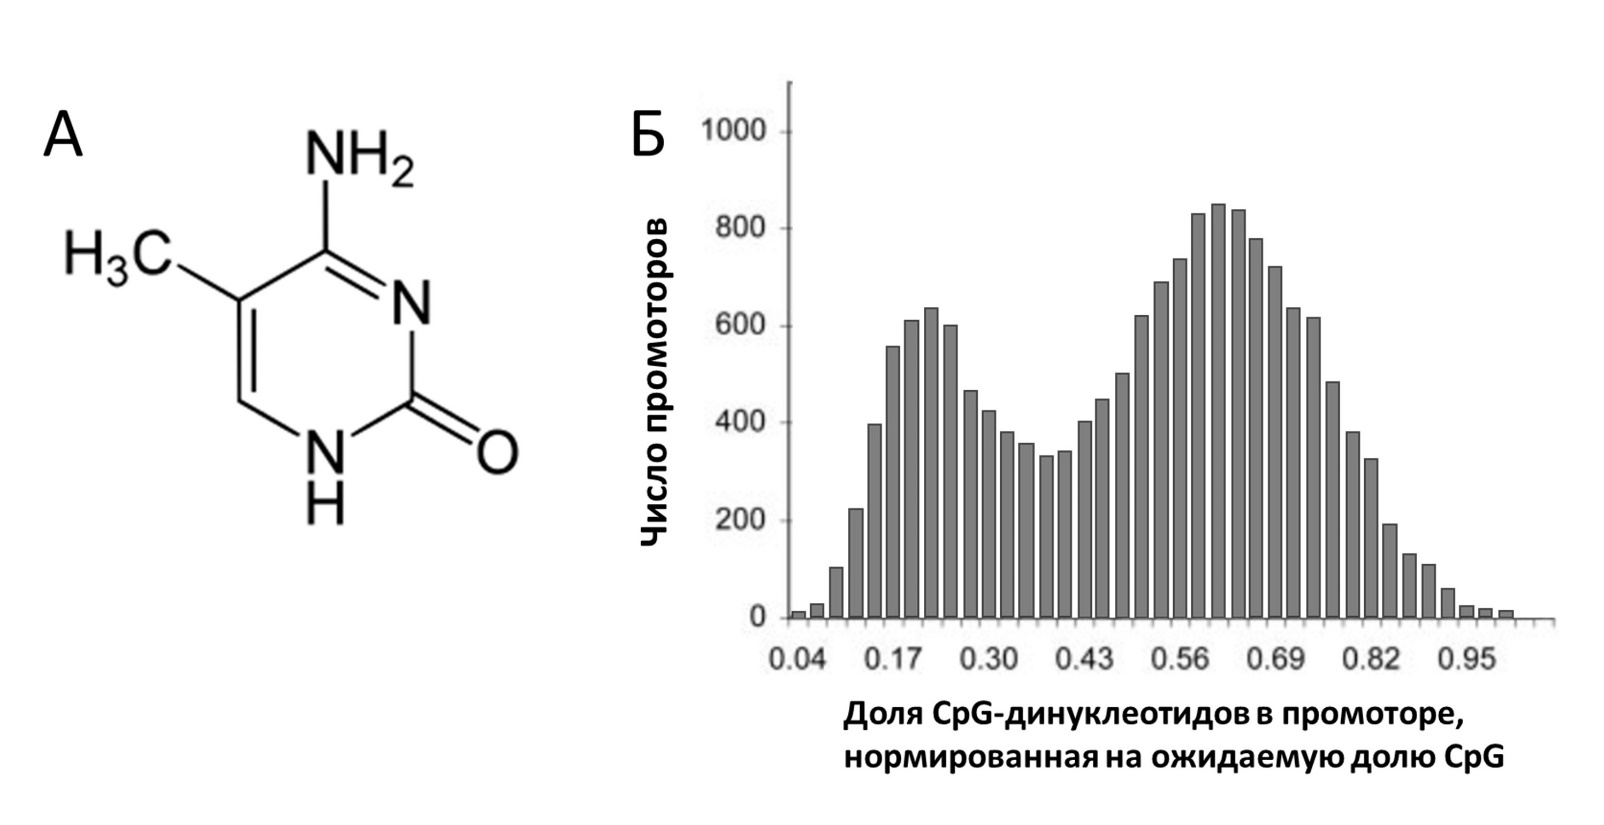 А
NH2
H3C
N
N
H
O
Б
Число промоторов
1000
800
600
400
200
0
0.04 0.17 0.30 0.43 0.56 0.69 0.82 0.95
Доля CpG-динуклеотидов в промоторе,
нормированная на ожидаемую долю CpG